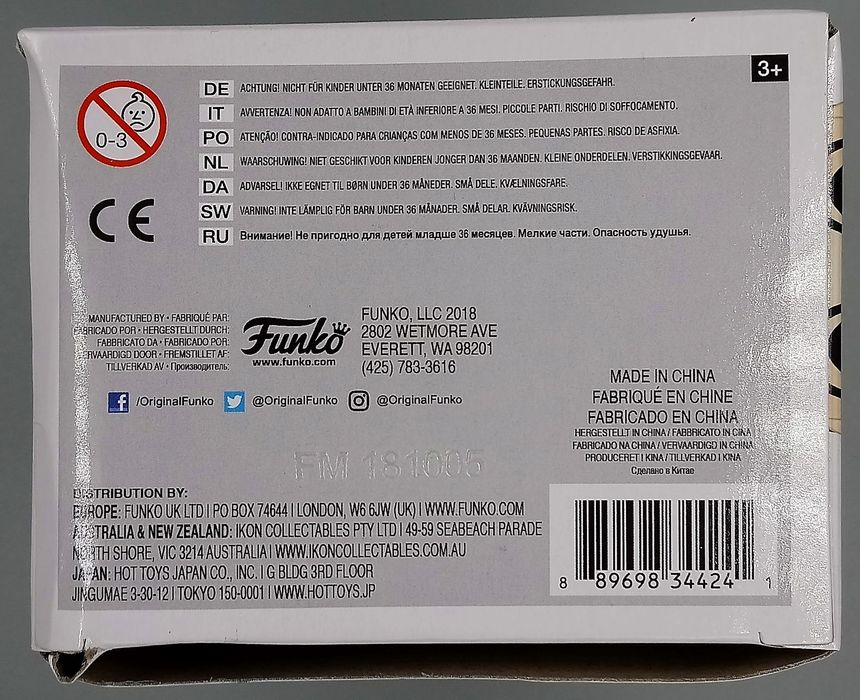 3+
0-3
DE ACHTUNG! NICHT FÜR KINDER UNTER 36 MONATEN GEEIGNET. KLEINTEILE. ERSTICKUNGSGEFAHR.
IT AVVERTENZA! NON ADATTO A BAMBINI DI ETÀ INFERIORE A 36 MESI. PICCOLE PARTI. RISCHIO DI SOFFOCAMENTO.
PO ATENÇÃO! CONTRA-INDICADO PARA CRIANÇAS COM MENOS DE 36 MESES. PEQUENAS PARTES. RISCO DE ASFIXIA.
NL WAARSCHUWING! NIET GESCHIKT VOOR KINDEREN JONGER DAN 36 MAANDEN. KLEINE ONDERDELEN. VERSTIKKINGSGEVAAR.
DA ADVARSEL! IKKE EGNET TIL BØRN UNDER 36 MÅNEDER. SMÅ DELE. KVÆLNINGSFARE.
SW VARNING! INTE LÄMPLIG FÖR BARN UNDER 36 MÅNADER. SMÅ DELAR. KVÄVNINGSRISK.
RU Внимание! Не пригодно для детей младше 36 месяцев. Мелкие части. Опасность удушья.
CE
MANUFACTURED BY • FABRIQUÉ PAR:
FABRICADO POR • HERGESTELLT DURCH:
FABBRICATO DA • FABRICADO POR:
VERVAARDIGD DOOR • FREMSTILLET AF:
TILLVERKAD AV • Производитель:
Funko
www.funko.com
FUNKO, LLC 2018
2802 WETMORE AVE
EVERETT, WA 98201
(425) 783-3616
/OriginalFunko @OriginalFunko @OriginalFunko
MADE IN CHINA
FABRIQUÉ EN CHINE
FABRICADO EN CHINA
HERGESTELLT IN CHINA / FABBRICATO IN CINA
FABRICADO NA CHINA / VERVAARDIGD IN CHINA
PRODUCERET I KINA / TILLVERKAD I KINA
Сделано в Китае
FM 181005
DISTRIBUTION BY:
EUROPE: FUNKO UK LTD | PO BOX 74644 | LONDON, W6 6JW (UK) | WWW.FUNKO.COM
AUSTRALIA & NEW ZEALAND: IKON COLLECTABLES PTY LTD | 49-59 SEABEACH PARADE
NORTH SHORE, VIC 3214 AUSTRALIA | WWW.IKONCOLLECTABLES.COM.AU
JAPAN: HOT TOYS JAPAN CO., INC. | G BLDG 3RD FLOOR
JINGUMAE 3-30-12 | TOKYO 150-0001 | WWW.HOTTOYS.JP
8 89698 34424 1